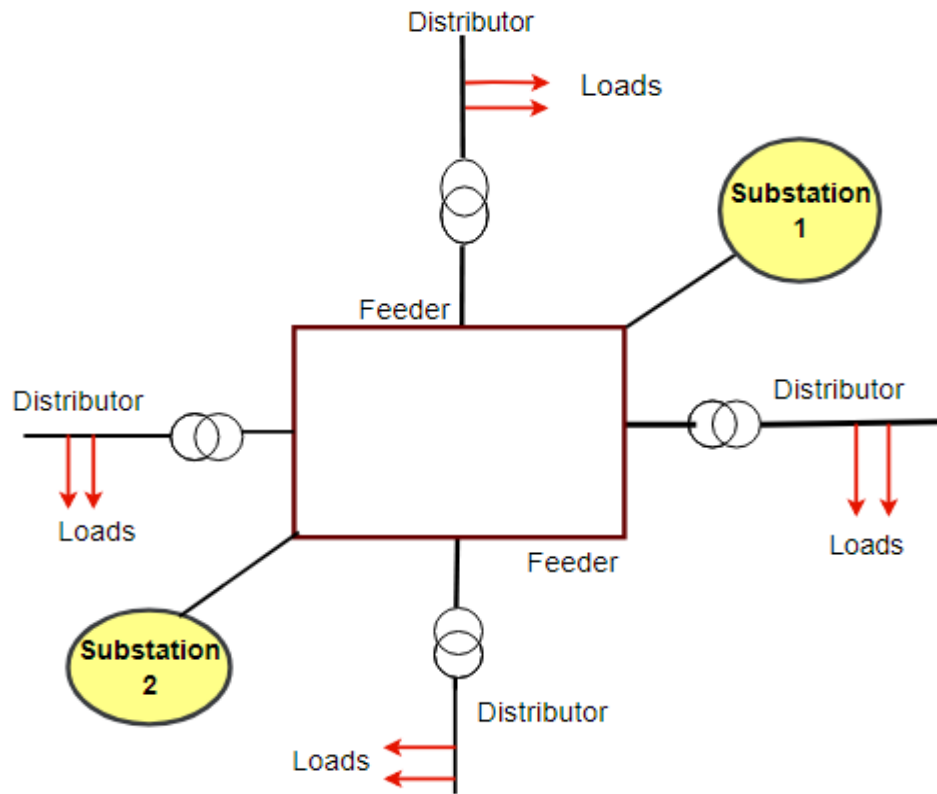 Distributor
Loads
Substation
1
Feeder
Distributor
Distributor
Loads
Loads
Feeder
Substation
2
Distributor
Loads